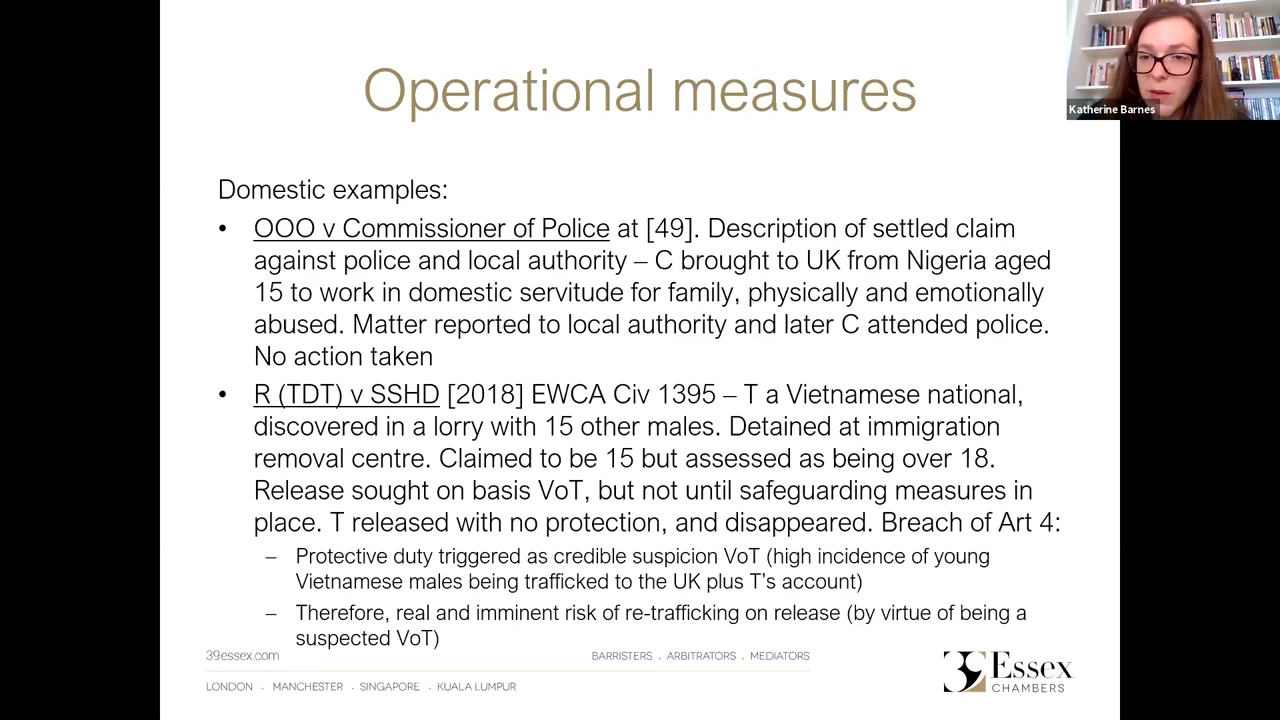 Operational measures
Katherine Barnes
Domestic examples:
• OOO v Commissioner of Police at [49]. Description of settled claim
against police and local authority – C brought to UK from Nigeria aged
15 to work in domestic servitude for family, physically and emotionally
abused. Matter reported to local authority and later C attended police.
No action taken
• R (TDT) v SSHD [2018] EWCA Civ 1395 – T a Vietnamese national,
discovered in a lorry with 15 other males. Detained at immigration
removal centre. Claimed to be 15 but assessed as being over 18.
Release sought on basis VoT, but not until safeguarding measures in
place. T released with no protection, and disappeared. Breach of Art 4:
– Protective duty triggered as credible suspicion VoT (high incidence of young
Vietnamese males being trafficked to the UK plus T's account)
– Therefore, real and imminent risk of re-trafficking on release (by virtue of being a
suspected VoT)
39essex.com
BARRISTERS . ARBITRATORS . MEDIATORS
LONDON . MANCHESTER . SINGAPORE . KUALA LUMPUR
39 Essex
CHAMBERS